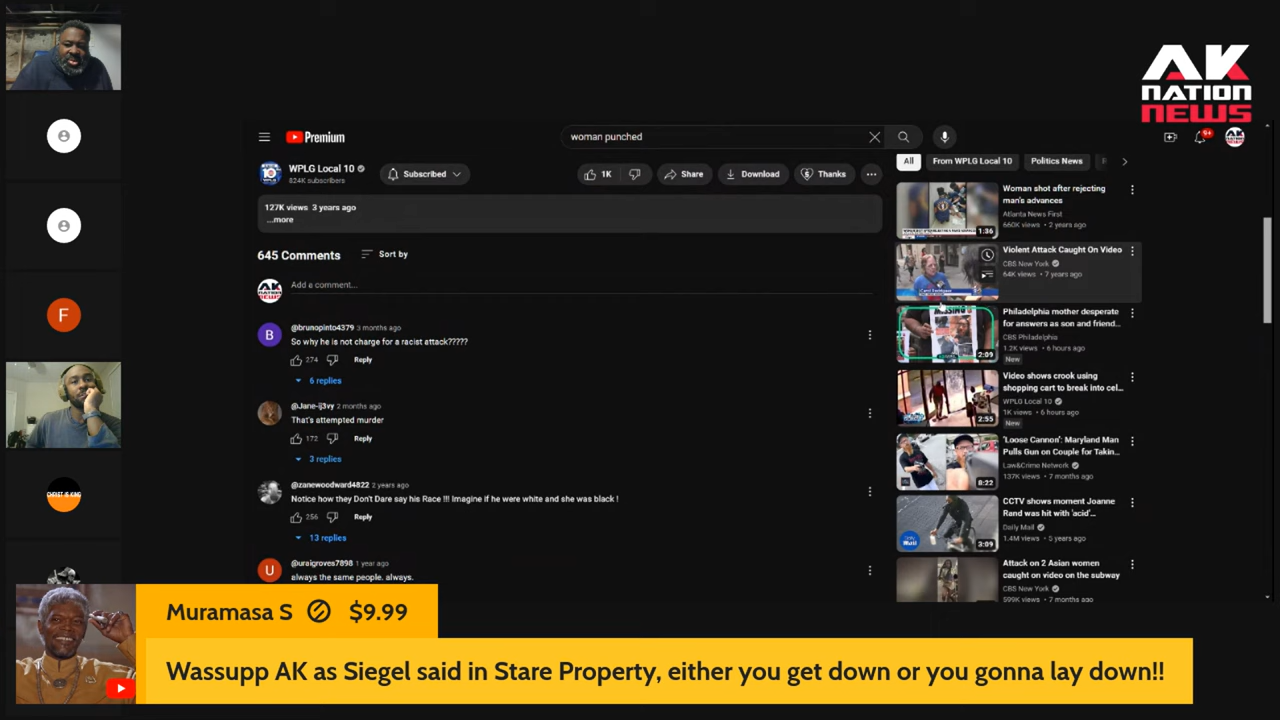 AK
NATION
NEWS
Premium
woman punched
9+
WPLG Local 10
824K subscribers
Subscribed
1K
Share
Download
Thanks
All
From WPLG Local 10
Politics News
127K views 3 years ago
...more
645 Comments
Sort by
Add a comment...
@brunopinto4379 3 months ago
So why he is not charge for a racist attack?????
274
Reply
6 replies
@Jane-ij3vy 2 months ago
That's attempted murder
172
Reply
3 replies
@zanewoodward4822 2 years ago
Notice how they Don't Dare say his Race !!! Imagine if he were white and she was black !
256
Reply
13 replies
@uraigroves7898 1 year ago
always the same people. always.
Woman shot after rejecting
man's advances
Atlanta News First
660K views • 2 years ago
1:36
Violent Attack Caught On Video
CBS New York
64K views • 7 years ago
Philadelphia mother desperate
for answers as son and friend...
CBS Philadelphia
1.2K views • 6 hours ago
New
MISSING
2:09
Video shows crook using
shopping cart to break into cel...
WPLG Local 10
1K views • 6 hours ago
New
2:55
'Loose Cannon': Maryland Man
Pulls Gun on Couple for Takin...
Law&Crime Network
137K views • 7 months ago
8:22
CCTV shows moment Joanne
Rand was hit with 'acid'...
Daily Mail
1.4M views • 5 years ago
3:09
Attack on 2 Asian women
caught on video on the subway
CBS New York
599K views • 7 months ago
F
B
U
CHRIST IS KING
Muramasa S $9.99
Wassupp AK as Siegel said in Stare Property, either you get down or you gonna lay down!!